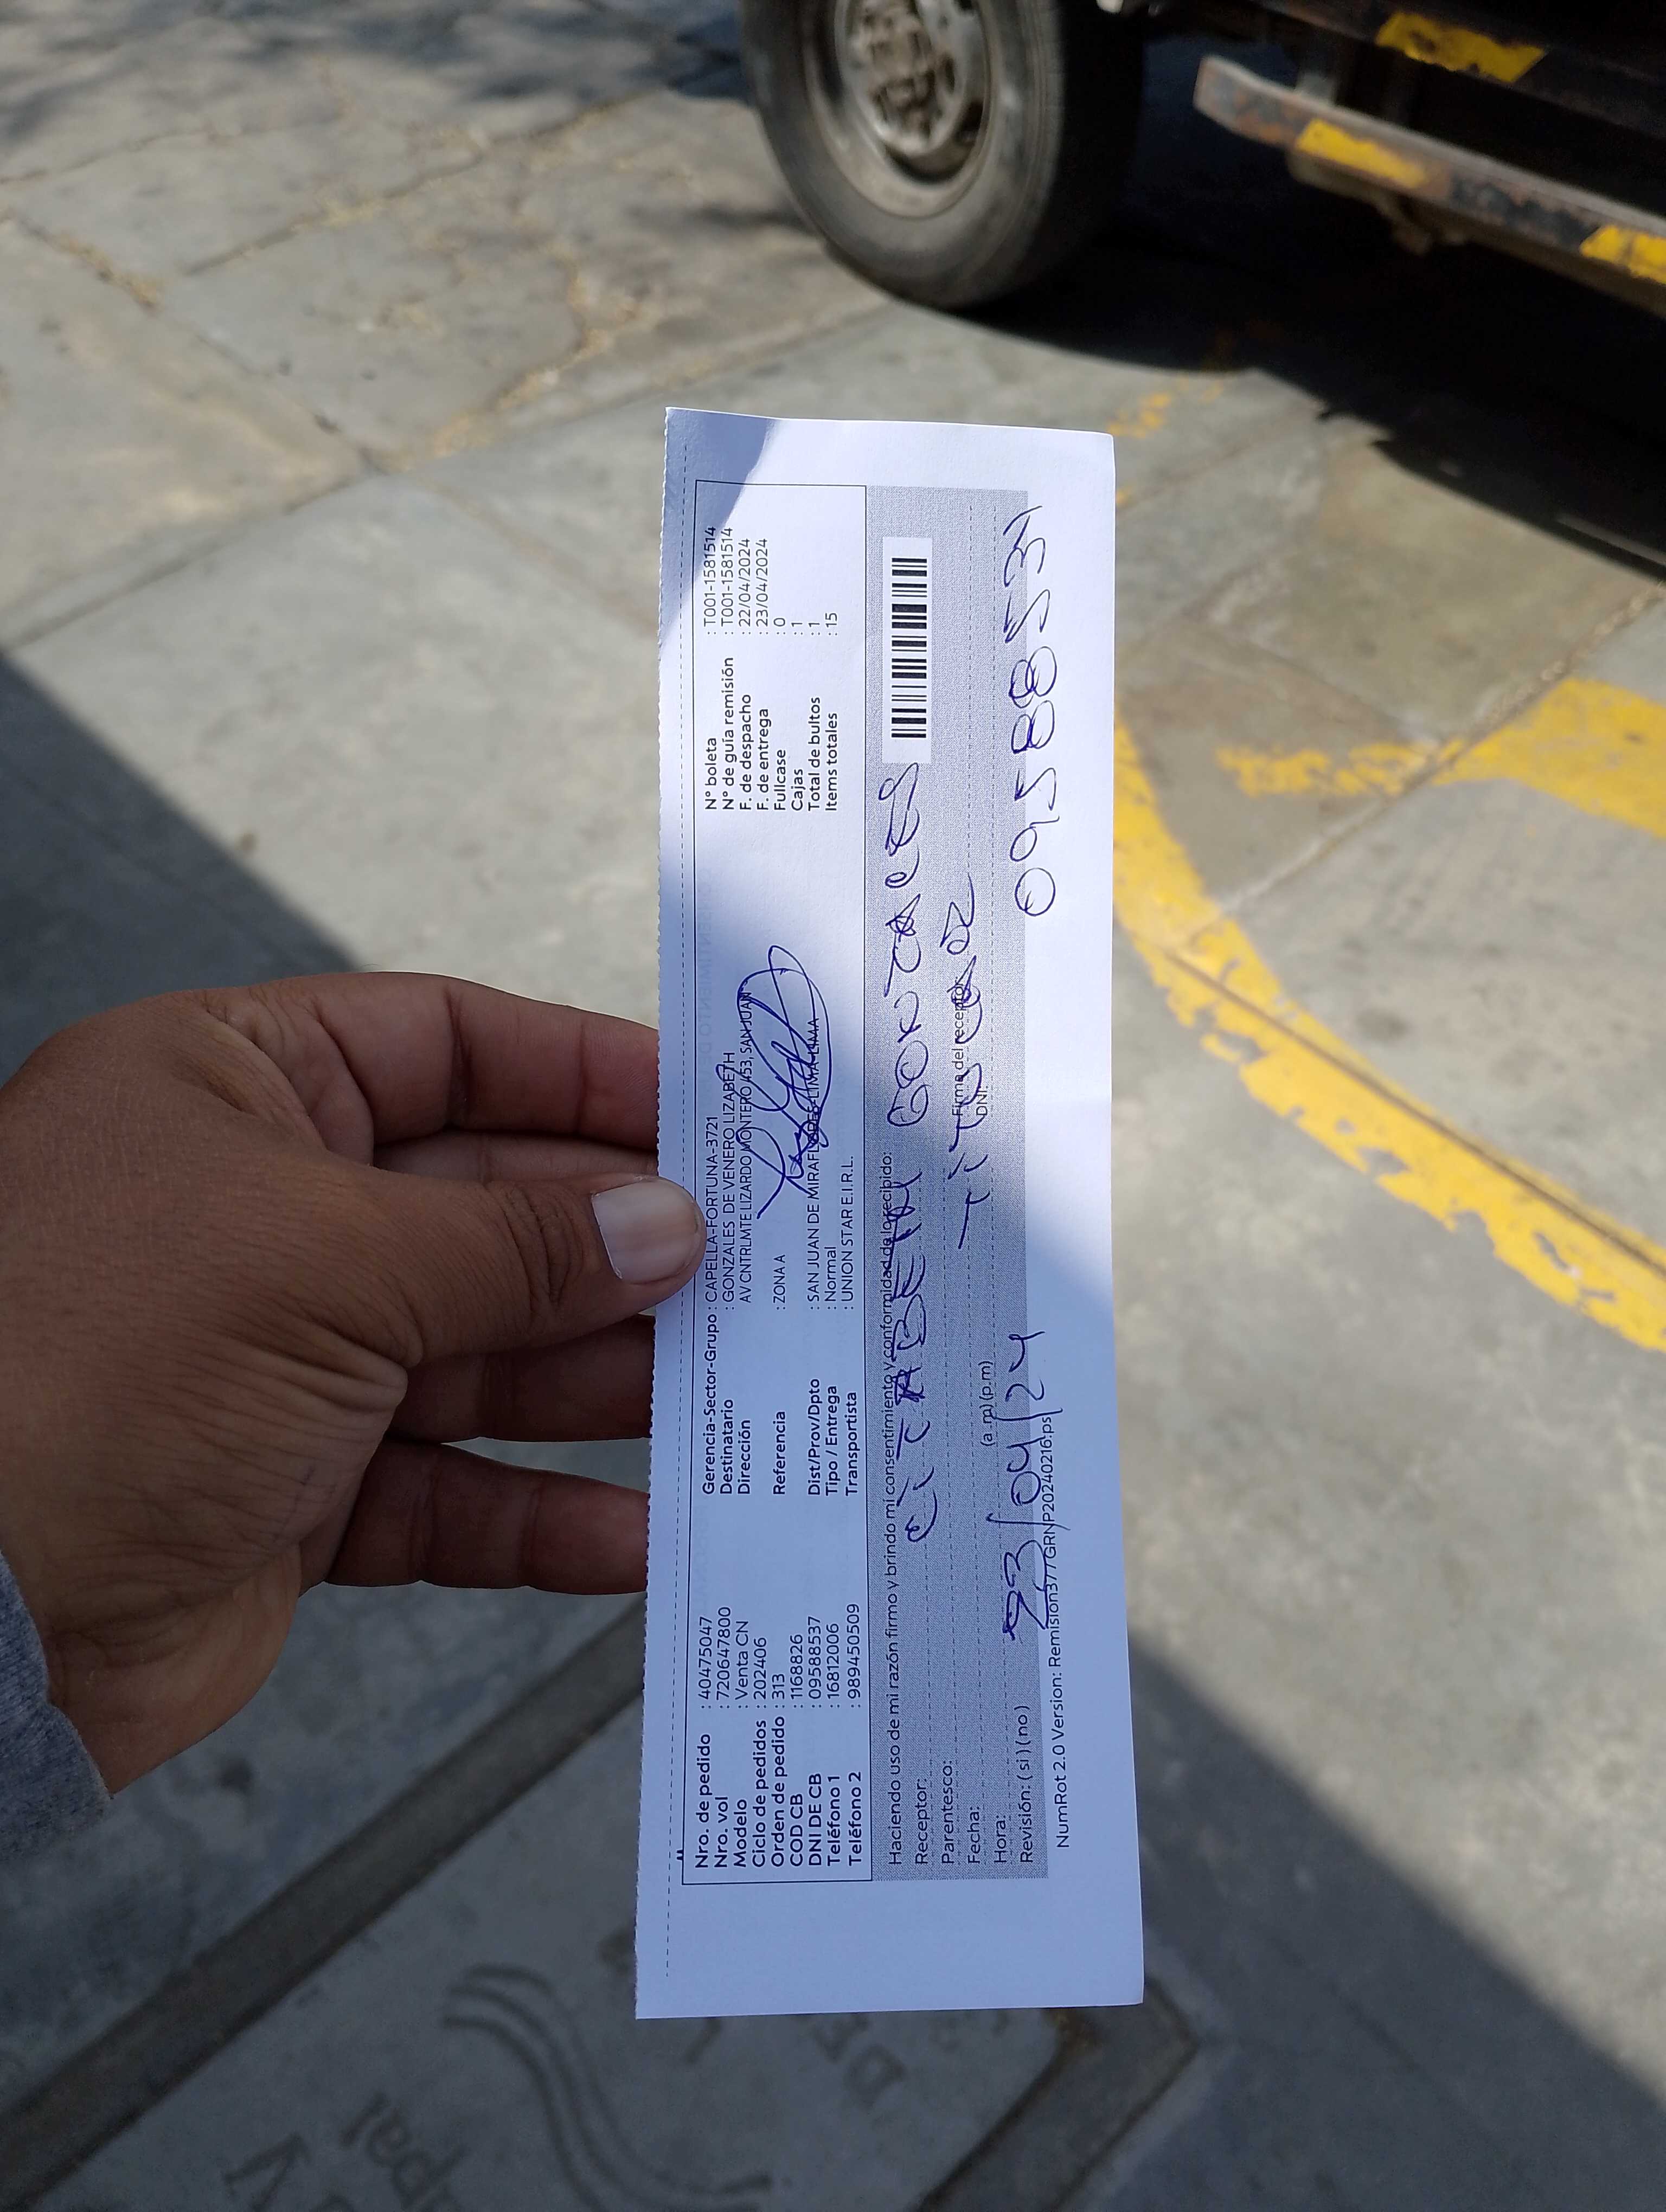 Nro. de pedido : 40475047
Nro. vol : 720647800
Modelo : Venta CN
Ciclo de pedidos : 202406
Orden de pedido : 313
COD CB : 1168826
DNI DE CB : 09588537
Teléfono 1 : 16812006
Teléfono 2 : 989450509
Gerencia-Sector-Grupo : CAPELLA-FORTUNA-3721
Destinatario : GONZALES DE VENERO LIZABETH
Dirección AV CNTRLMTE LIZARDO MONTERO 453, SAN JUAN
Referencia : ZONA A
Dist/Prov/Dpto : SAN JUAN DE MIRAFLORES-LIMA-LIMA
Tipo / Entrega : Normal
Transportista : UNION STAR E.I.R.L.
N° boleta : T001-1581514
N° de guía remisión : T001-1581514
F. de despacho : 22/04/2024
F. de entrega : 23/04/2024
Fullcase : 0
Cajas : 1
Total de bultos : 1
Items totales : 15
Haciendo uso de mi razón firmo y brindo mi consentimiento y conformidad de lo recibido:
Receptor: LIZABETH GONZALES
Parentesco: TITULAR
Firma del receptor
Fecha: 23/04/24
DNI: 09588537
Hora: (a .m) (p.m)
Revisión: ( si ) ( no )
NumRot 2.0 Version: Remision3777GRNP20240216.ps